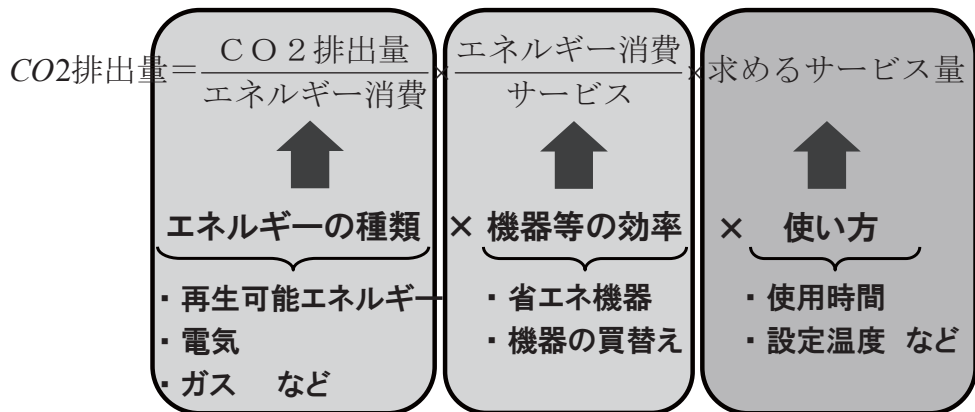 CO2排出量＝ＣＯ２排出量/エネルギー消費×エネルギー消費/サービス×求めるサービス量
エネルギーの種類 × 機器等の効率 × 使い方
・再生可能エネルギー
・電気
・ガス など
・省エネ機器
・機器の買替え
・使用時間
・設定温度 など